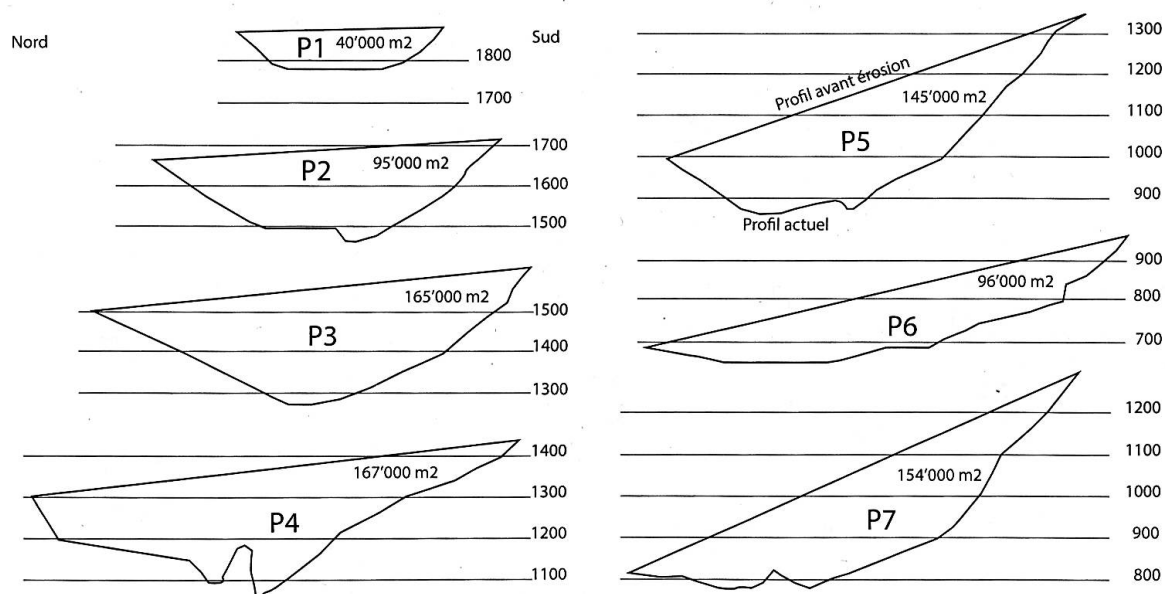 Nord
Sud
P1
40'000 m2
1800
1700
P2
95'000 m2
1700
1600
1500
P3
165'000 m2
1500
1400
1300
P4
167'000 m2
1400
1300
1200
1100
Profil avant érosion
P5
145'000 m2
Profil actuel
1300
1200
1100
1000
900
P6
96'000 m2
900
800
700
P7
154'000 m2
1200
1100
1000
900
800